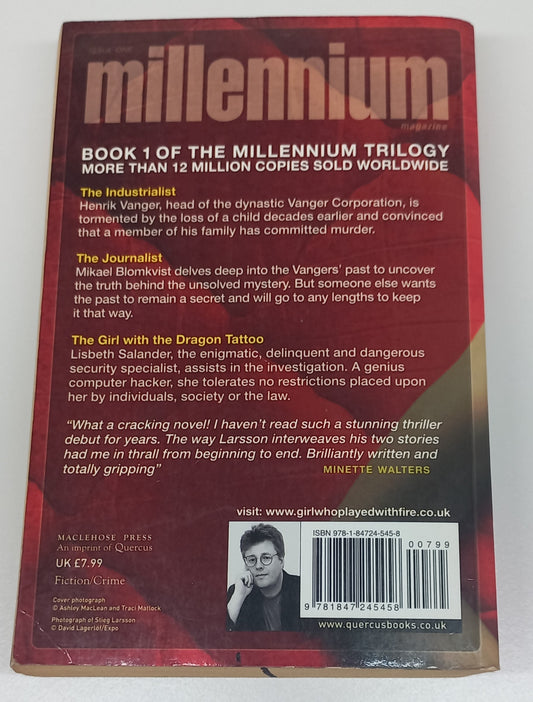 ISSUE ONE
millennium
magazine
BOOK 1 OF THE MILLENNIUM TRILOGY
MORE THAN 12 MILLION COPIES SOLD WORLDWIDE
The Industrialist
Henrik Vanger, head of the dynastic Vanger Corporation, is
tormented by the loss of a child decades earlier and convinced
that a member of his family has committed murder.
The Journalist
Mikael Blomkvist delves deep into the Vangers' past to uncover
the truth behind the unsolved mystery. But someone else wants
the past to remain a secret and will go to any lengths to keep
it that way.
The Girl with the Dragon Tattoo
Lisbeth Salander, the enigmatic, delinquent and dangerous
security specialist, assists in the investigation. A genius
computer hacker, she tolerates no restrictions placed upon
her by individuals, society or the law.
“What a cracking novel!! I haven't read such a stunning thriller
debut for years. The way Larsson interweaves his two stories
had me in thrall from beginning to end. Brilliantly written and
totally gripping” MINETTE WALTERS
visit: www.girlwhoplayedwithfire.co.uk
MACLEHOSE PRESS
An imprint of Quercus
UK £7.99
Fiction/Crime
Cover photograph
© Ashley MacLean and Traci Matlock
Photograph of Stieg Larsson
© David Lagerlöf/Expo
ISBN 978-1-84724-545-8
00799
9 781847 245458
www.quercusbooks.co.uk